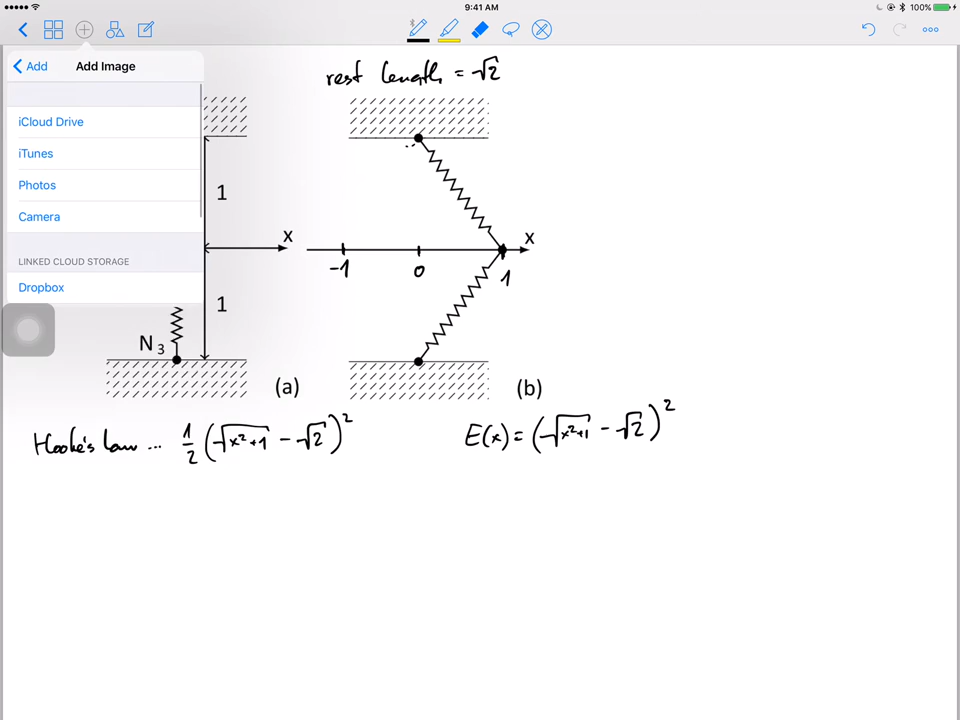 9:41 AM
100%
Add
Add Image
iCloud Drive
iTunes
Photos
Camera
LINKED CLOUD STORAGE
Dropbox
rest length = √2
1
x
1
N₃
(a)
x
-1
0
1
(b)
Hooke's law ... 1/2 (√(x²+1) - √2)²
E(x) = (√(x²+1) - √2)²